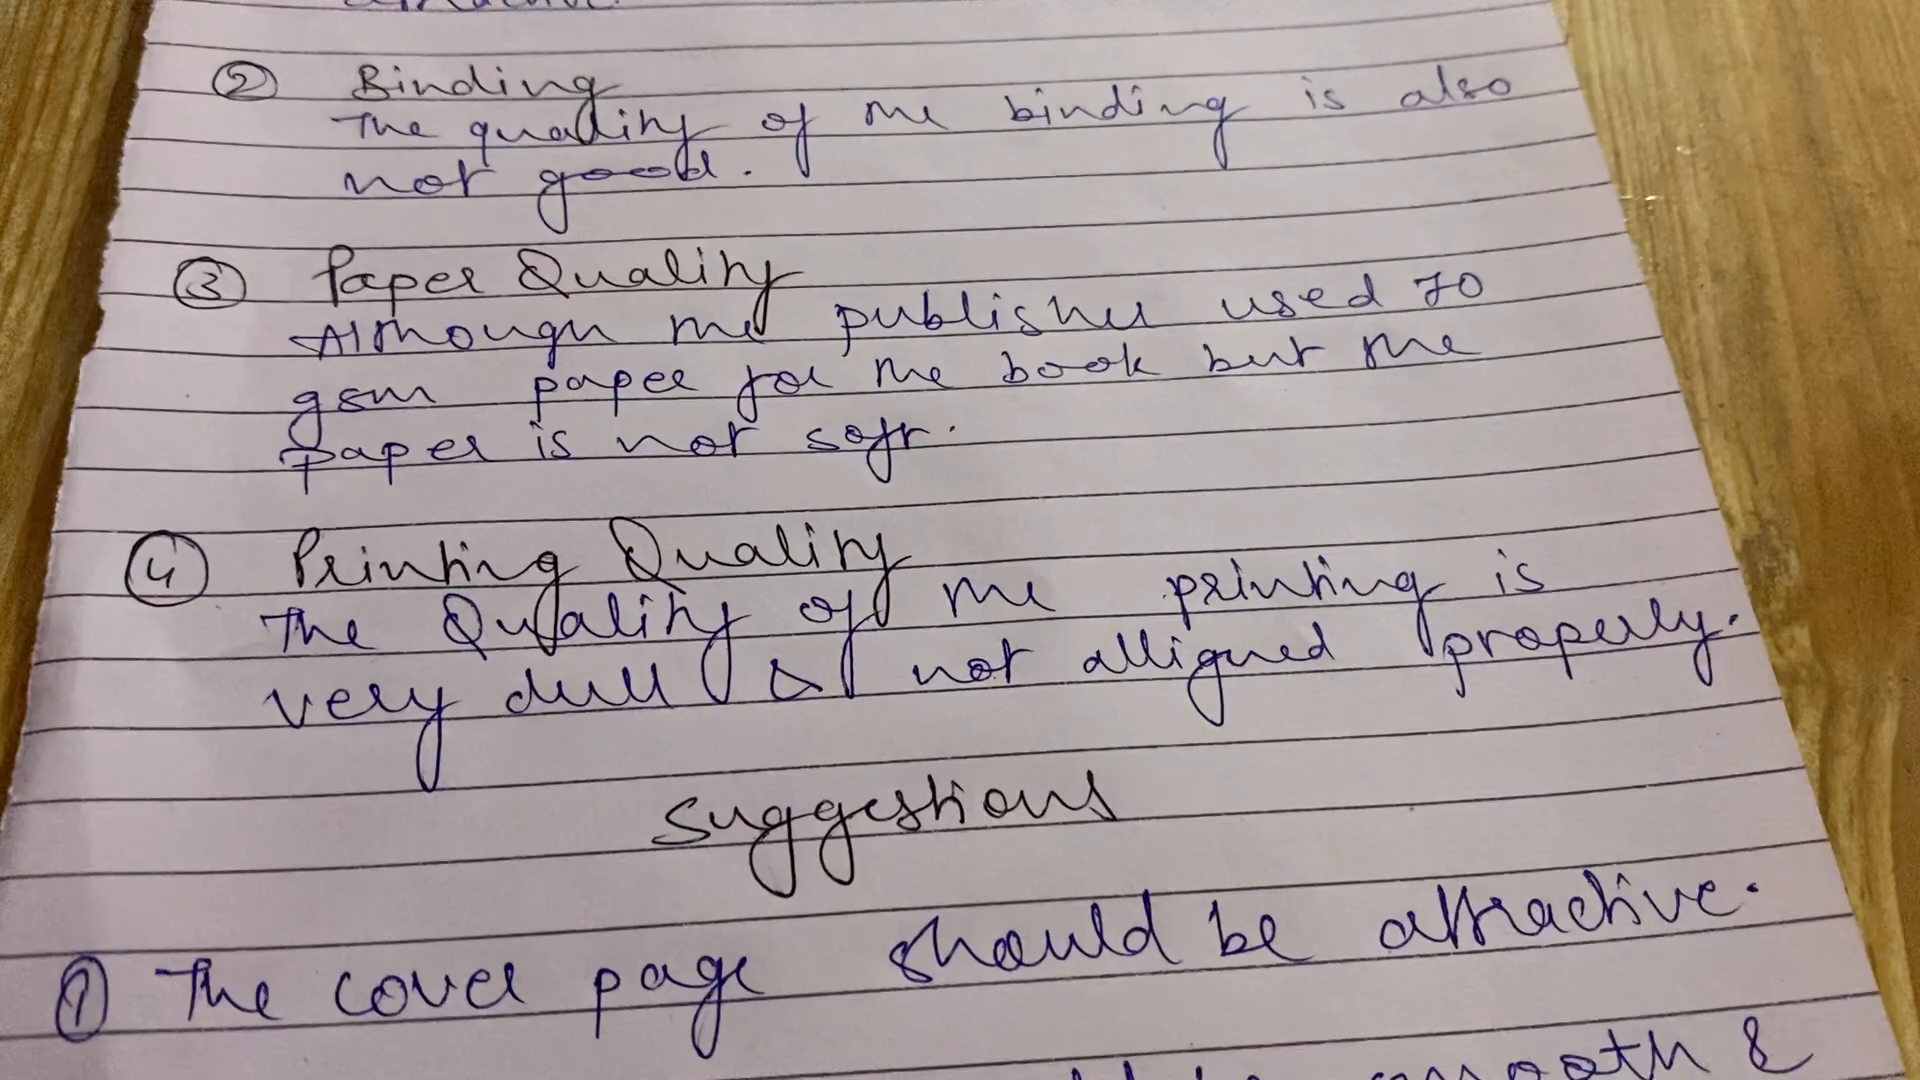 ② Binding
The quality of the binding is also
not good.
③ Paper Quality
Although the publisher used 70
gsm paper for the book but the
paper is not soft.
④ Printing Quality
The Quality of the printing is
very dull & not alligned properly.
Suggestions
① The cover page should be attractive.
smooth &